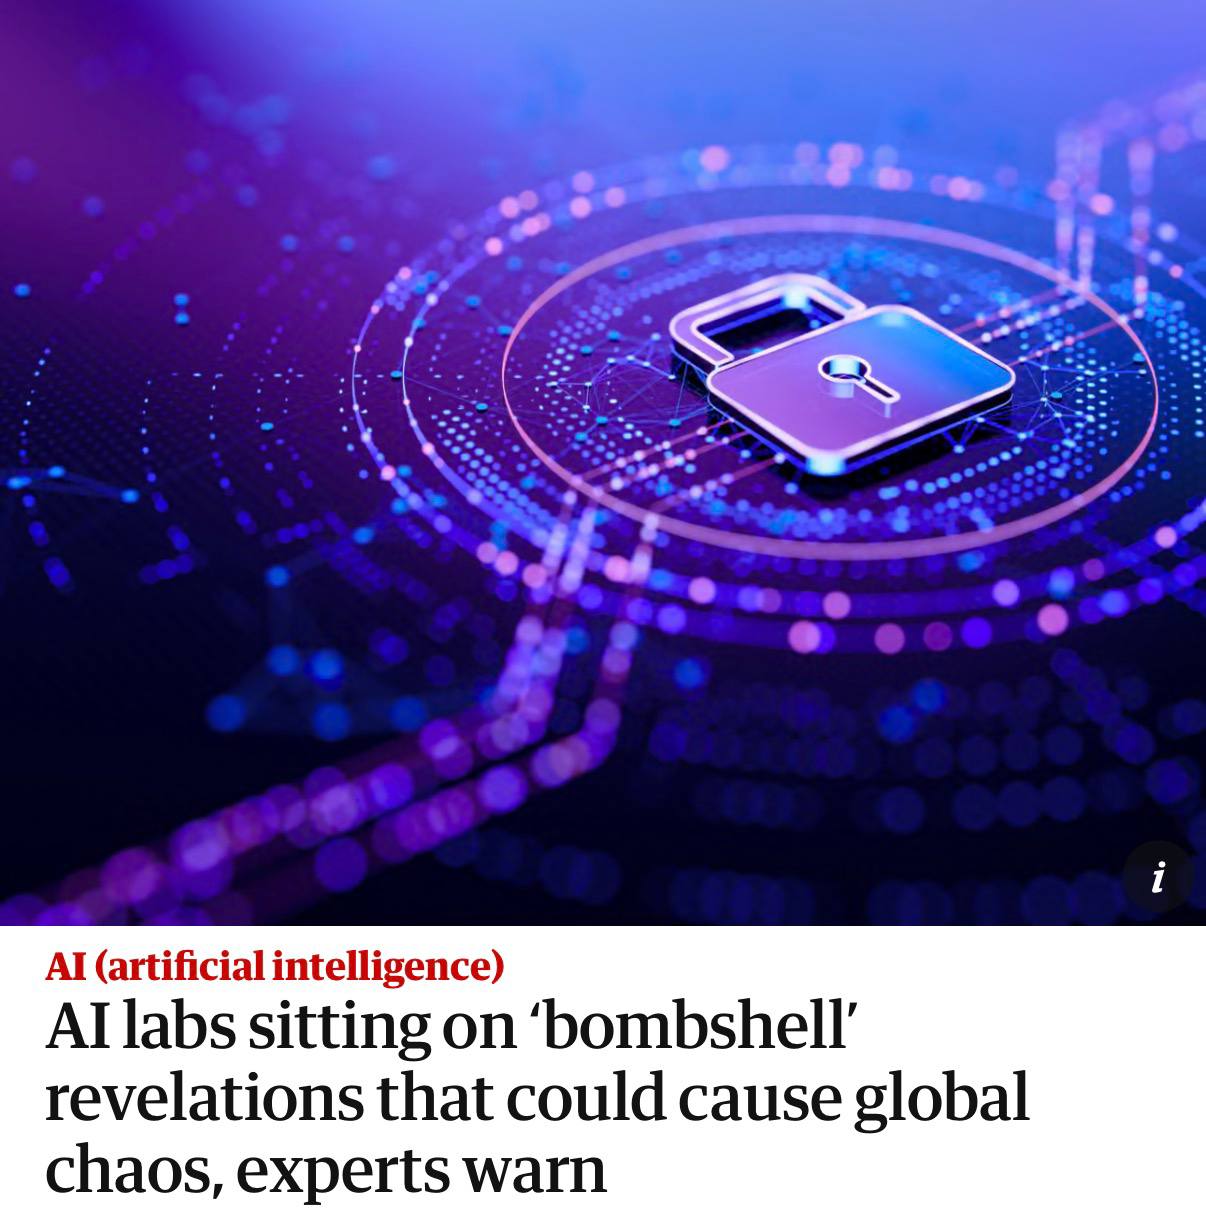 i
AI (artificial intelligence)
AI labs sitting on ‘bombshell’
revelations that could cause global
chaos, experts warn